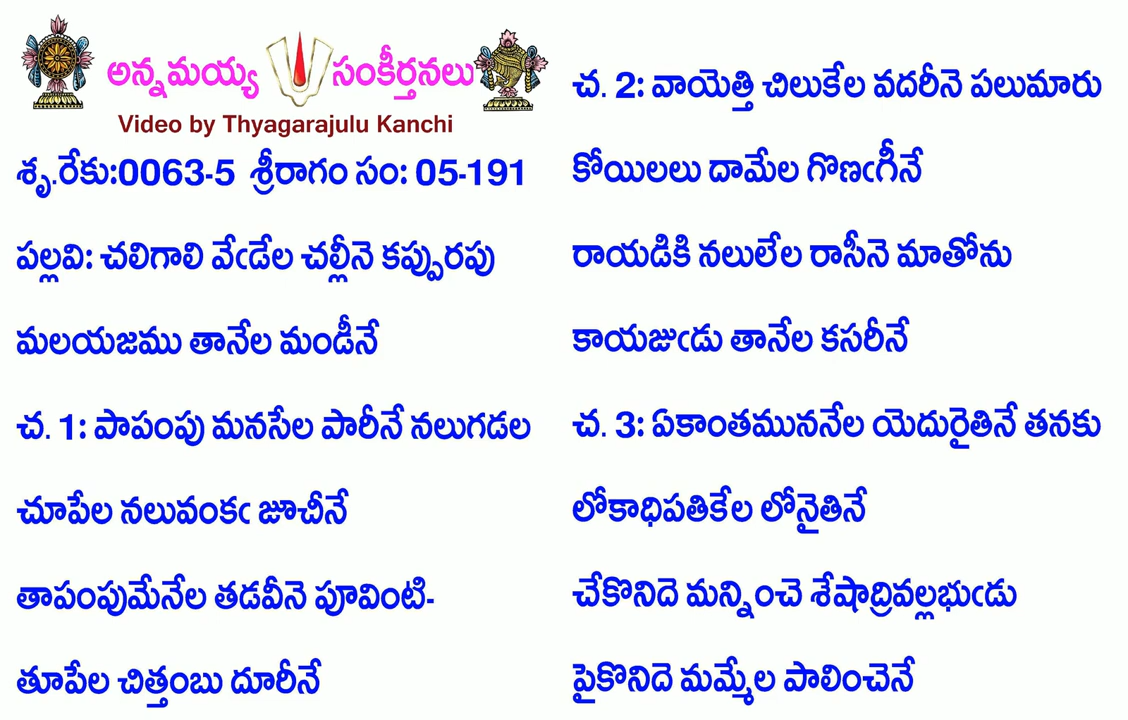 అన్నమయ్య సంకీర్తనలు
Video by Thyagarajulu Kanchi
శృ.రేకు:0063-5 శ్రీరాగం సం: 05-191
పల్లవి: చలిగాలి వేఁడేల చల్లీనె కప్పురపు
మలయజము తానేల మండీనే
చ. 1: పాపంపు మనసేల పారీనే నలుగడల
చూపేల నలువంకఁ జూచీనే
తాపంపుమేనేల తడవీనె పూవింటి-
తూపేల చిత్తంబు దూరీనే
చ. 2: వాయెత్తి చిలుకేల వదరీనె పలుమారు
కోయిలలు దామేల గొణఁగీనే
రాయడికి నలులేల రాసీనె మాతోను
కాయజుఁడు తానేల కసరీనే
చ. 3: ఏకాంతముననేల యెదురైతినే తనకు
లోకాధిపతికేల లోనైతినే
చేకొనిదె మన్నించె శేషాద్రివల్లభుఁడు
పైకొనిదె మమ్మేల పాలించెనే